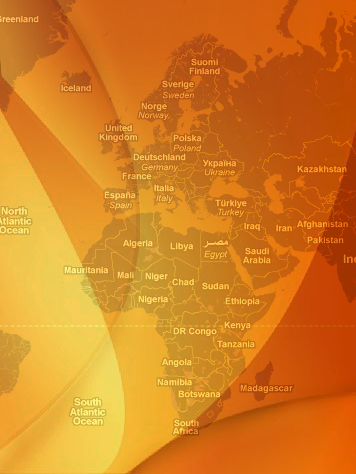 Greenland
Suomi
Finland
Iceland
Sverige
Sweden
Norge
Norway
United
Kingdom
Polska
Poland
Deutschland
Germany
Україна
Ukraine
France
Kazakhstan
Italia
Italy
España
Spain
Türkiye
Turkey
North
Atlantic
Ocean
Iraq
Iran
Afghanistan
Pakistan
Algeria
Libya
مصر
Egypt
Saudi
Arabia
In
Mauritania
Mali
Niger
Chad
Sudan
Nigeria
Ethiopia
Kenya
DR Congo
Tanzania
Angola
Namibia
Botswana
Madagascar
South
Atlantic
Ocean
South
Africa